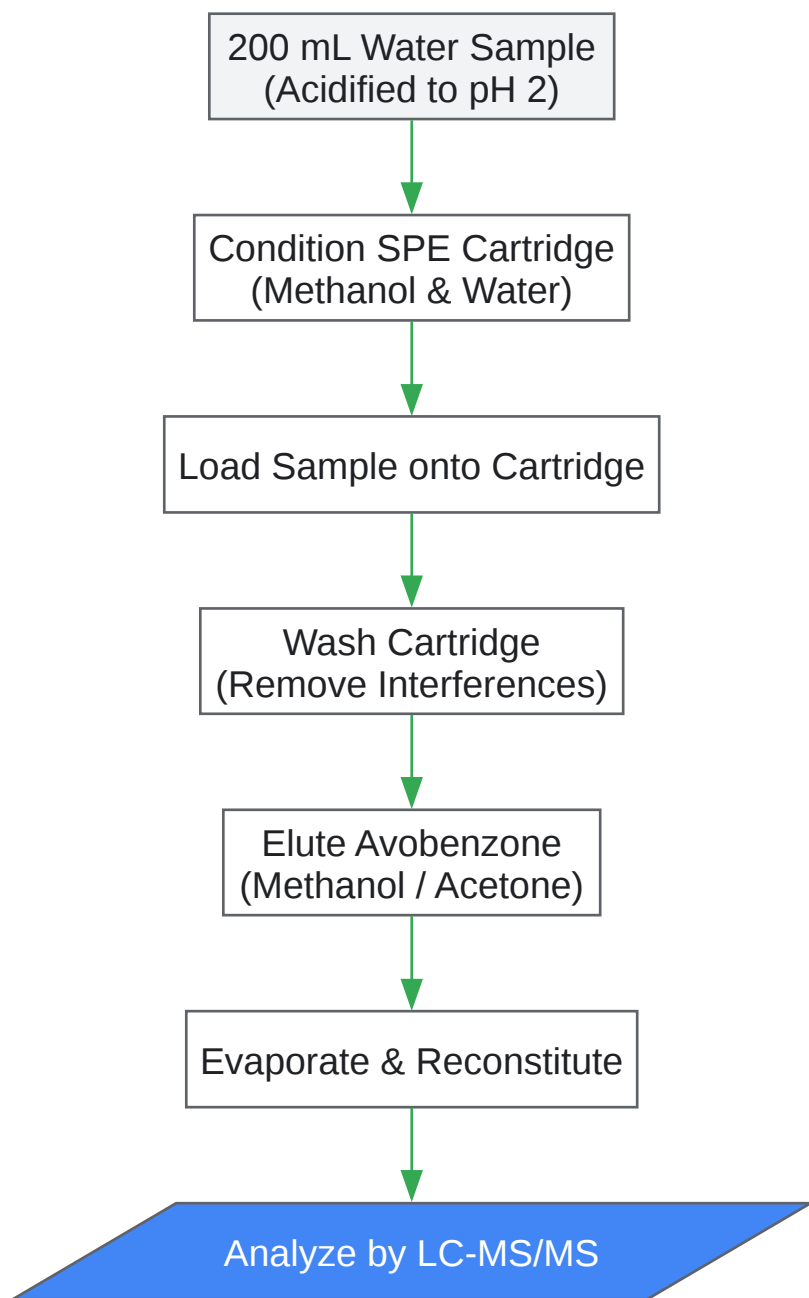 200 mL Water Sample
(Acidified to pH 2)
Condition SPE Cartridge
(Methanol & Water)
Load Sample onto Cartridge
Wash Cartridge
(Remove Interferences)
Elute Avobenzone
(Methanol / Acetone)
Evaporate & Reconstitute
Analyze by LC-MS/MS